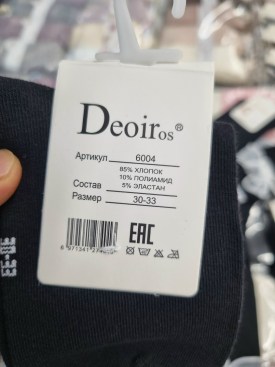 Deoiros®
Артикул 6004
85% ХЛОПОК
10% ПОЛИАМИД
Состав 5% ЭЛАСТАН
Размер 30-33
EAC